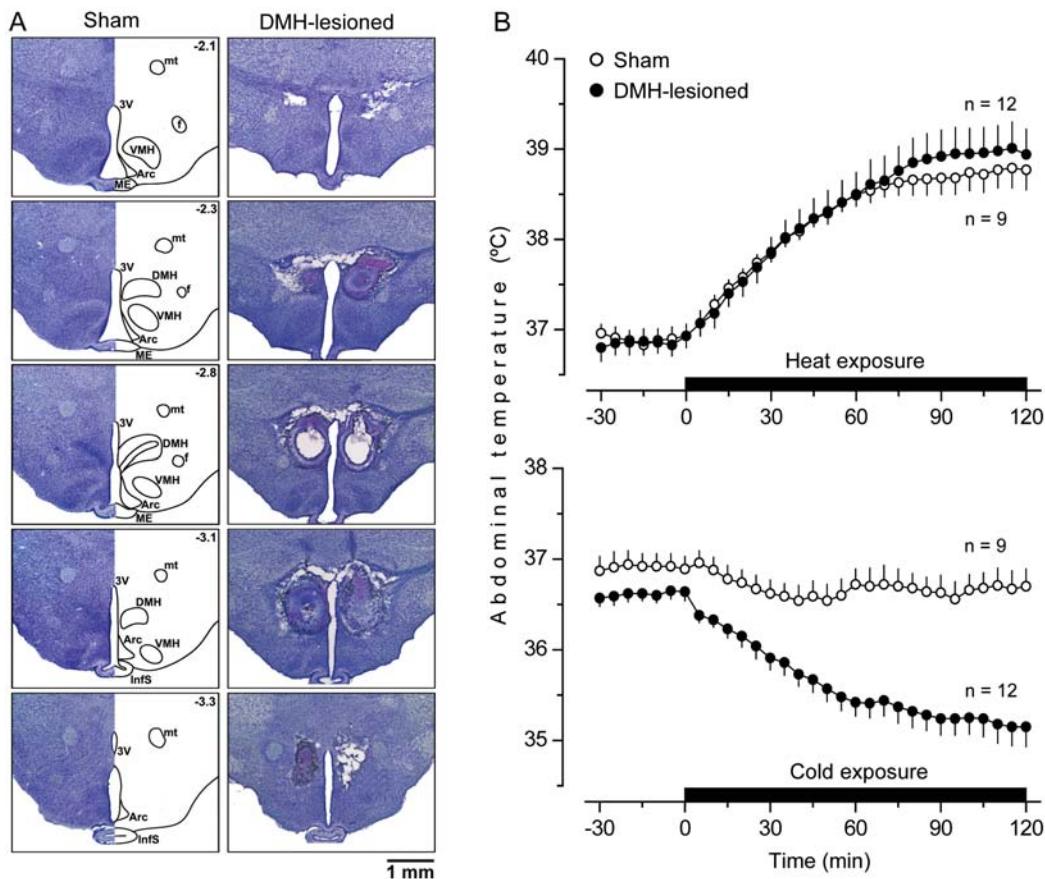 A
Sham
DMH-lesioned
-2.1
mt
3V
f
VMH
Arc
ME
-2.3
mt
3V
DMH
f
VMH
Arc
ME
-2.8
mt
3V
DMH
f
VMH
Arc
ME
-3.1
mt
3V
DMH
Arc
VMH
InfS
-3.3
mt
3V
Arc
InfS
1 mm
B
Abdominal temperature (ºC)
40
39
38
37
Sham
DMH-lesioned
n = 12
n = 9
Heat exposure
-30 0 30 60 90 120
38
37
36
35
n = 9
n = 12
Cold exposure
-30 0 30 60 90 120
Time (min)